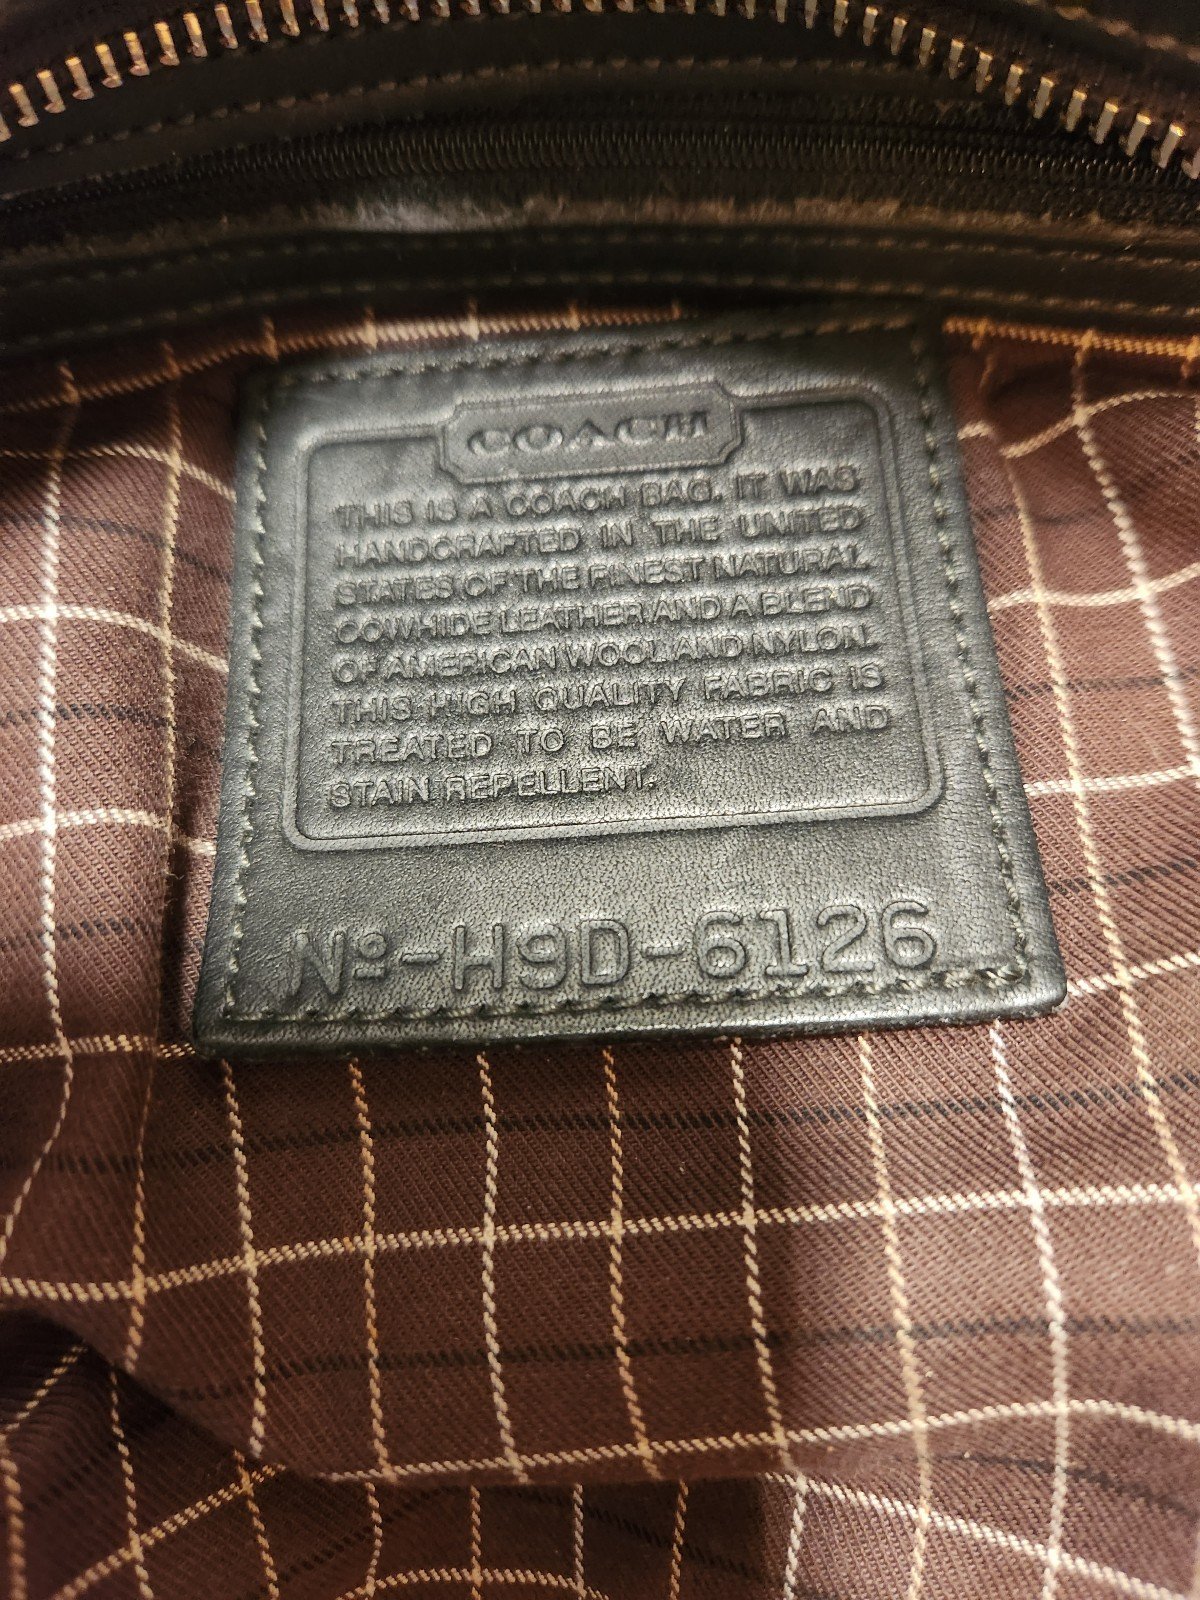 COACH
THIS IS A COACH BAG. IT WAS
HANDCRAFTED IN THE UNITED
STATES OF THE FINEST NATURAL
COWHIDE LEATHER AND A BLEND
OF AMERICAN WOOL AND NYLON.
THIS HIGH QUALITY FABRIC IS
TREATED TO BE WATER AND
STAIN REPELLENT.
Nº-H9D-6126